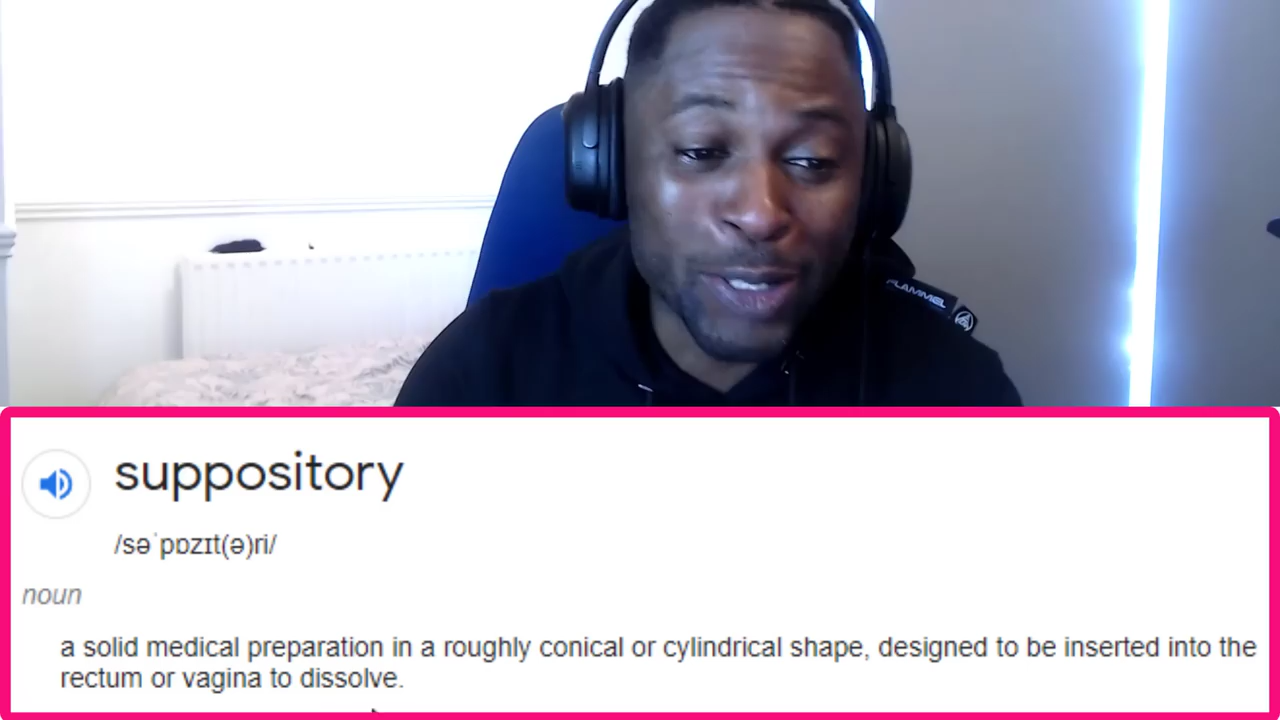 FLAMMEL
suppository
/səˈpɒzɪt(ə)ri/
noun
a solid medical preparation in a roughly conical or cylindrical shape, designed to be inserted into the
rectum or vagina to dissolve.